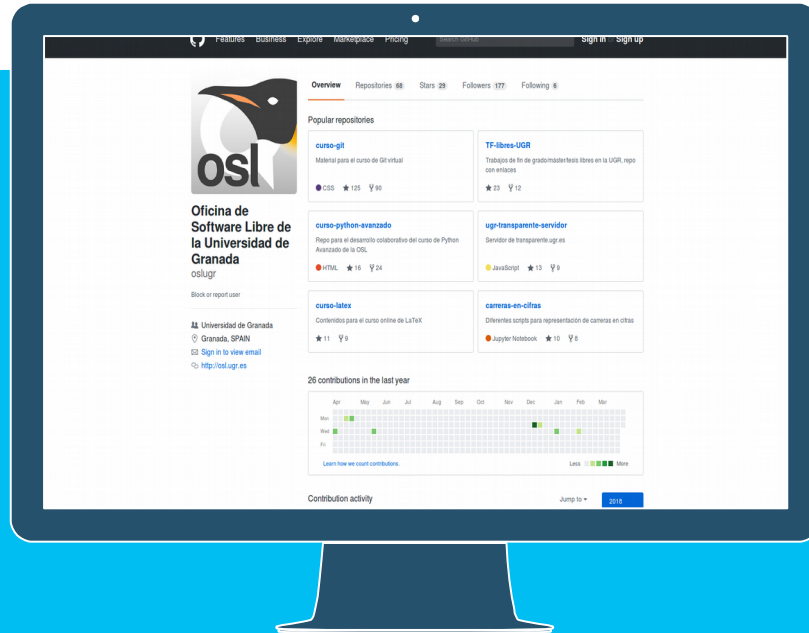 Features Business Explore Marketplace Pricing Search GitHub Sign in or Sign up
osl
Oficina de
Software Libre de
la Universidad de
Granada
oslugr
Block or report user
Universidad de Granada
Granada, SPAIN
Sign in to view email
http://osl.ugr.es
Overview Repositories 68 Stars 29 Followers 177 Following 6
Popular repositories
curso-git
Material para el curso de Git virtual
CSS 125 90
TF-libres-UGR
Trabajos de fin de grado/máster/tesis libres en la UGR, repo
con enlaces
23 12
curso-python-avanzado
Repo para el desarrollo colaborativo del curso de Python
Avanzado de la OSL
HTML 16 24
ugr-transparente-servidor
Servidor de transparente.ugr.es
JavaScript 13 9
curso-latex
Contenidos para el curso online de LaTeX
11 9
carreras-en-cifras
Diferentes scripts para representación de carreras en cifras
Jupyter Notebook 10 8
26 contributions in the last year
Apr May Jun Jul Aug Sep Oct Nov Dec Jan Feb Mar
Mon
Wed
Fri
Learn how we count contributions. Less More
Contribution activity Jump to 2018